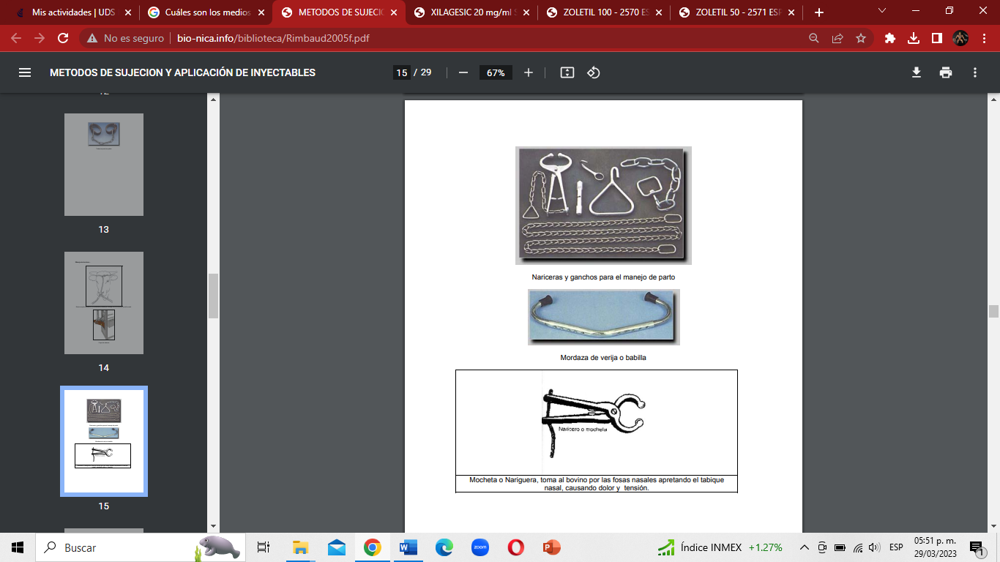 Mis actividades | UDS
Cuáles son los medios
METODOS DE SUJECIO
XILAGESIC 20 mg/ml S
ZOLETIL 100 - 2570 ES
ZOLETIL 50 - 2571 ESP
No es seguro
bio-nica.info/biblioteca/Rimbaud2005f.pdf
METODOS DE SUJECION Y APLICACIÓN DE INYECTABLES
15 / 29
67%
12
13
14
15
Nariceras y ganchos para el manejo de parto
Mordaza de verija o babilla
Naricero o mocheta
Mocheta o Nariguera, toma al bovino por las fosas nasales apretando el tabique
nasal, causando dolor y tensión.
Buscar
zoom
Índice INMEX +1.27%
ESP
05:51 p. m.
29/03/2023
1